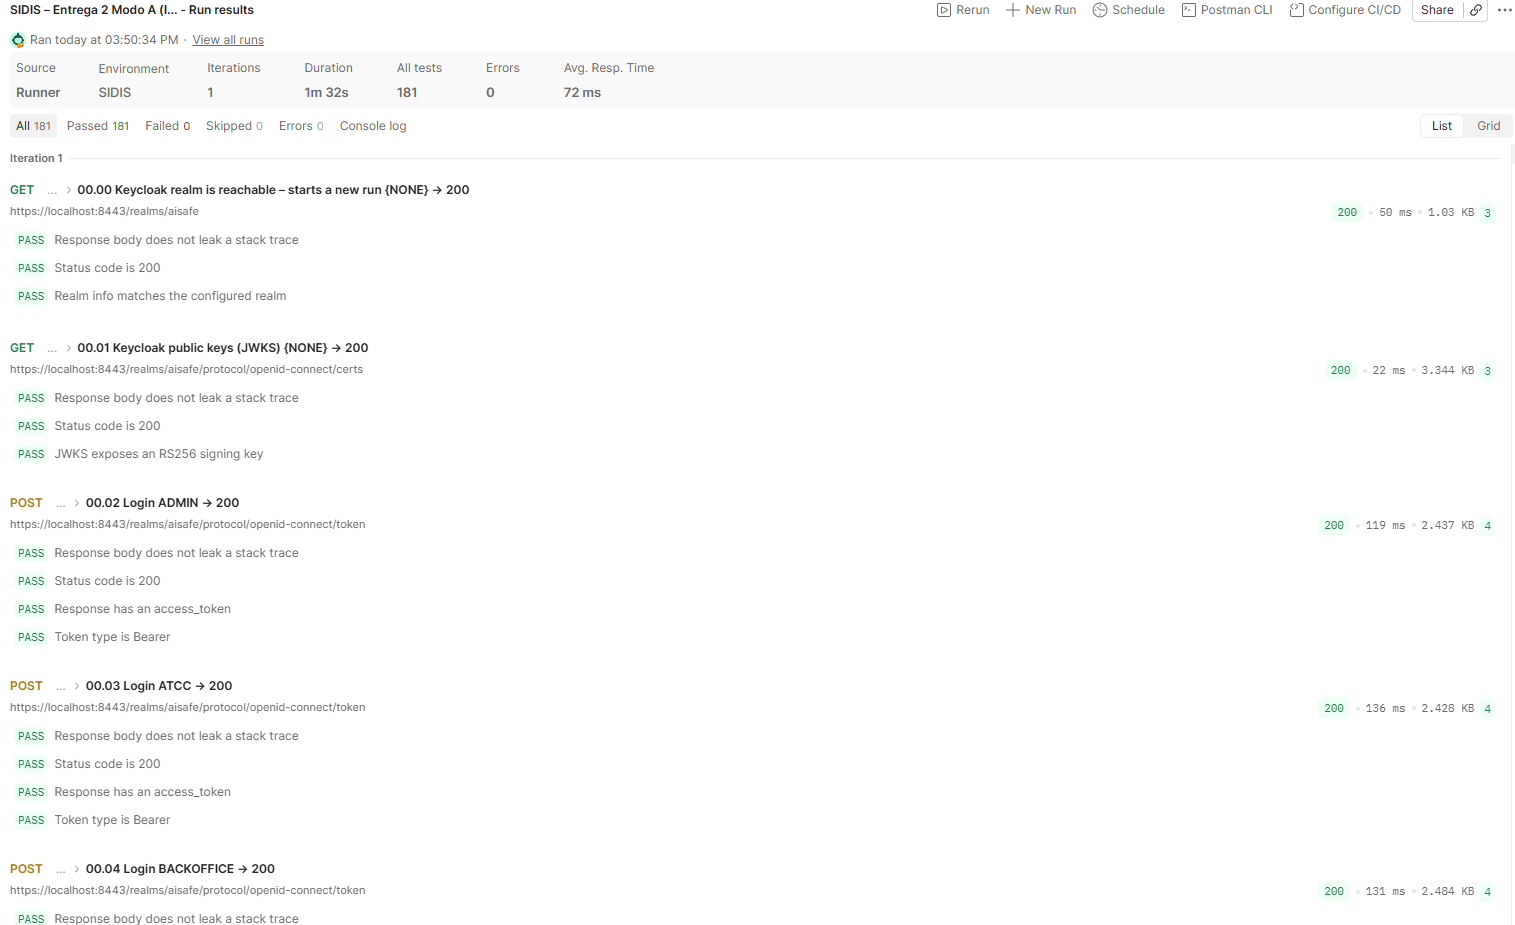 SIDIS – Entrega 2 Modo A (I... - Run results
Rerun New Run Schedule Postman CLI Configure CI/CD Share
Ran today at 03:50:34 PM · View all runs
Source Environment Iterations Duration All tests Errors Avg. Resp. Time
Runner SIDIS 1 1m 32s 181 0 72 ms
All 181 Passed 181 Failed 0 Skipped 0 Errors 0 Console log List Grid
Iteration 1
GET ... > 00.00 Keycloak realm is reachable – starts a new run {NONE} → 200
https://localhost:8443/realms/aisafe 200 • 50 ms • 1.03 KB 3
PASS Response body does not leak a stack trace
PASS Status code is 200
PASS Realm info matches the configured realm
GET ... > 00.01 Keycloak public keys (JWKS) {NONE} → 200
https://localhost:8443/realms/aisafe/protocol/openid-connect/certs 200 • 22 ms • 3.344 KB 3
PASS Response body does not leak a stack trace
PASS Status code is 200
PASS JWKS exposes an RS256 signing key
POST ... > 00.02 Login ADMIN → 200
https://localhost:8443/realms/aisafe/protocol/openid-connect/token 200 • 119 ms • 2.437 KB 4
PASS Response body does not leak a stack trace
PASS Status code is 200
PASS Response has an access_token
PASS Token type is Bearer
POST ... > 00.03 Login ATCC → 200
https://localhost:8443/realms/aisafe/protocol/openid-connect/token 200 • 136 ms • 2.428 KB 4
PASS Response body does not leak a stack trace
PASS Status code is 200
PASS Response has an access_token
PASS Token type is Bearer
POST ... > 00.04 Login BACKOFFICE → 200
https://localhost:8443/realms/aisafe/protocol/openid-connect/token 200 • 131 ms • 2.484 KB 4
PASS Response body does not leak a stack trace